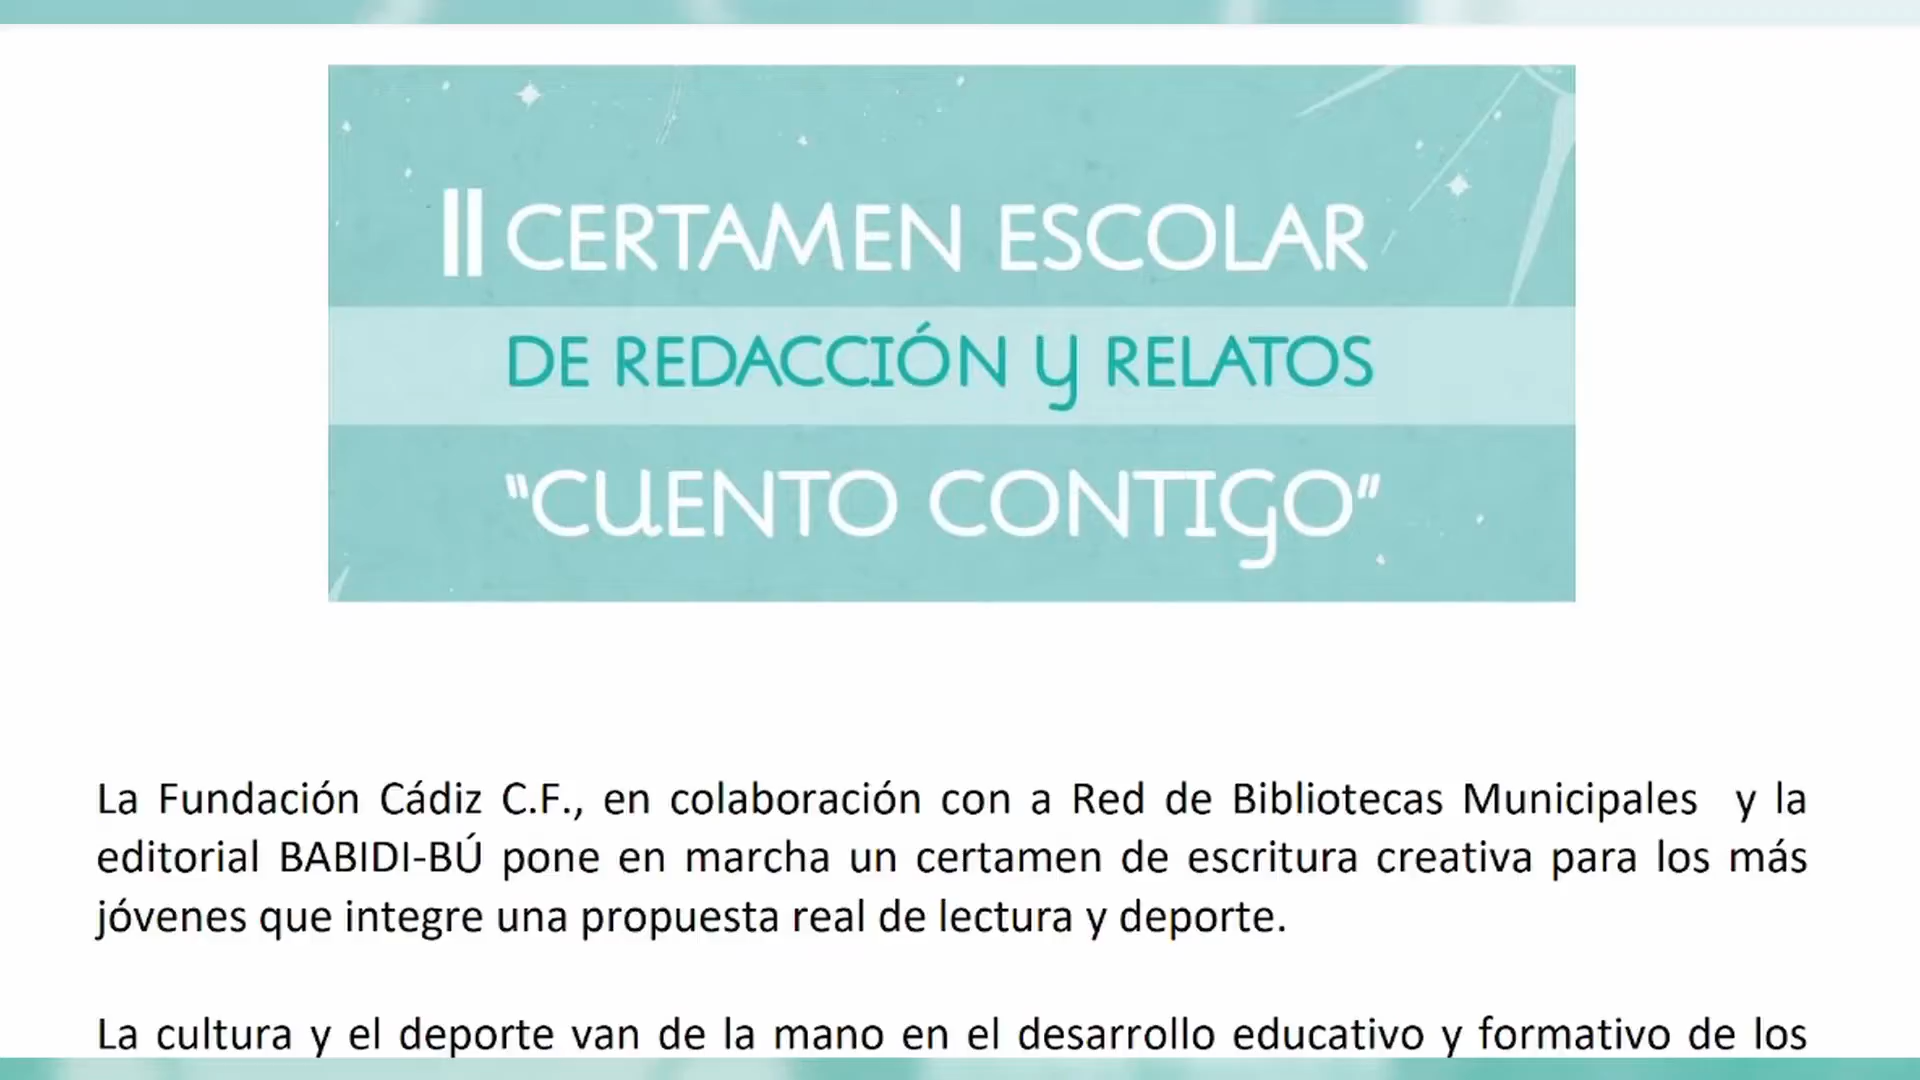 II CERTAMEN ESCOLAR
DE REDACCIÓN Y RELATOS
"CUENTO CONTIGO"
La Fundación Cádiz C.F., en colaboración con a Red de Bibliotecas Municipales y la
editorial BABIDI-BÚ pone en marcha un certamen de escritura creativa para los más
jóvenes que integre una propuesta real de lectura y deporte.
La cultura y el deporte van de la mano en el desarrollo educativo y formativo de los